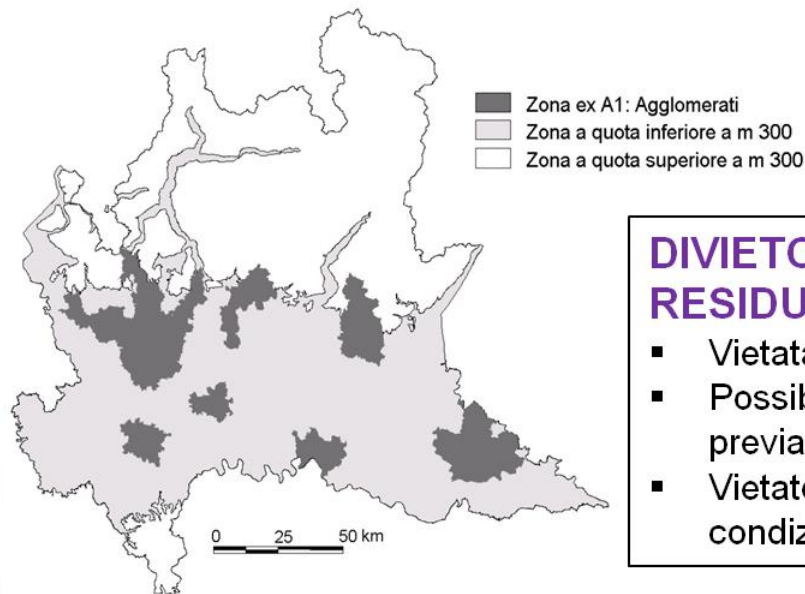 Zona ex A1: Agglomerati
Zona a quota inferiore a m 300
Zona a quota superiore a m 300
DIVIETO
RESIDU
▪ Vietata
▪ Possib
previa
▪ Vietato
condiz
0 25 50 km